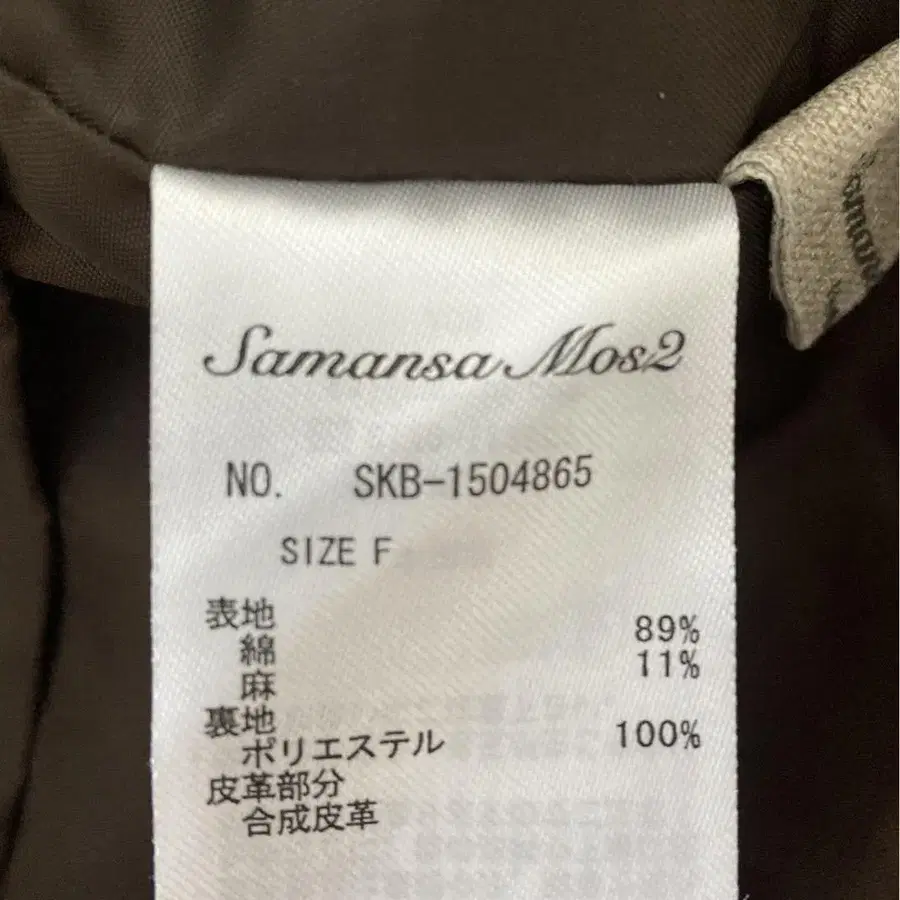 Samansa Mos2
NO. SKB-1504865
SIZE F
表地
綿 89%
麻 11%
裏地
ポリエステル 100%
皮革部分
合成皮革